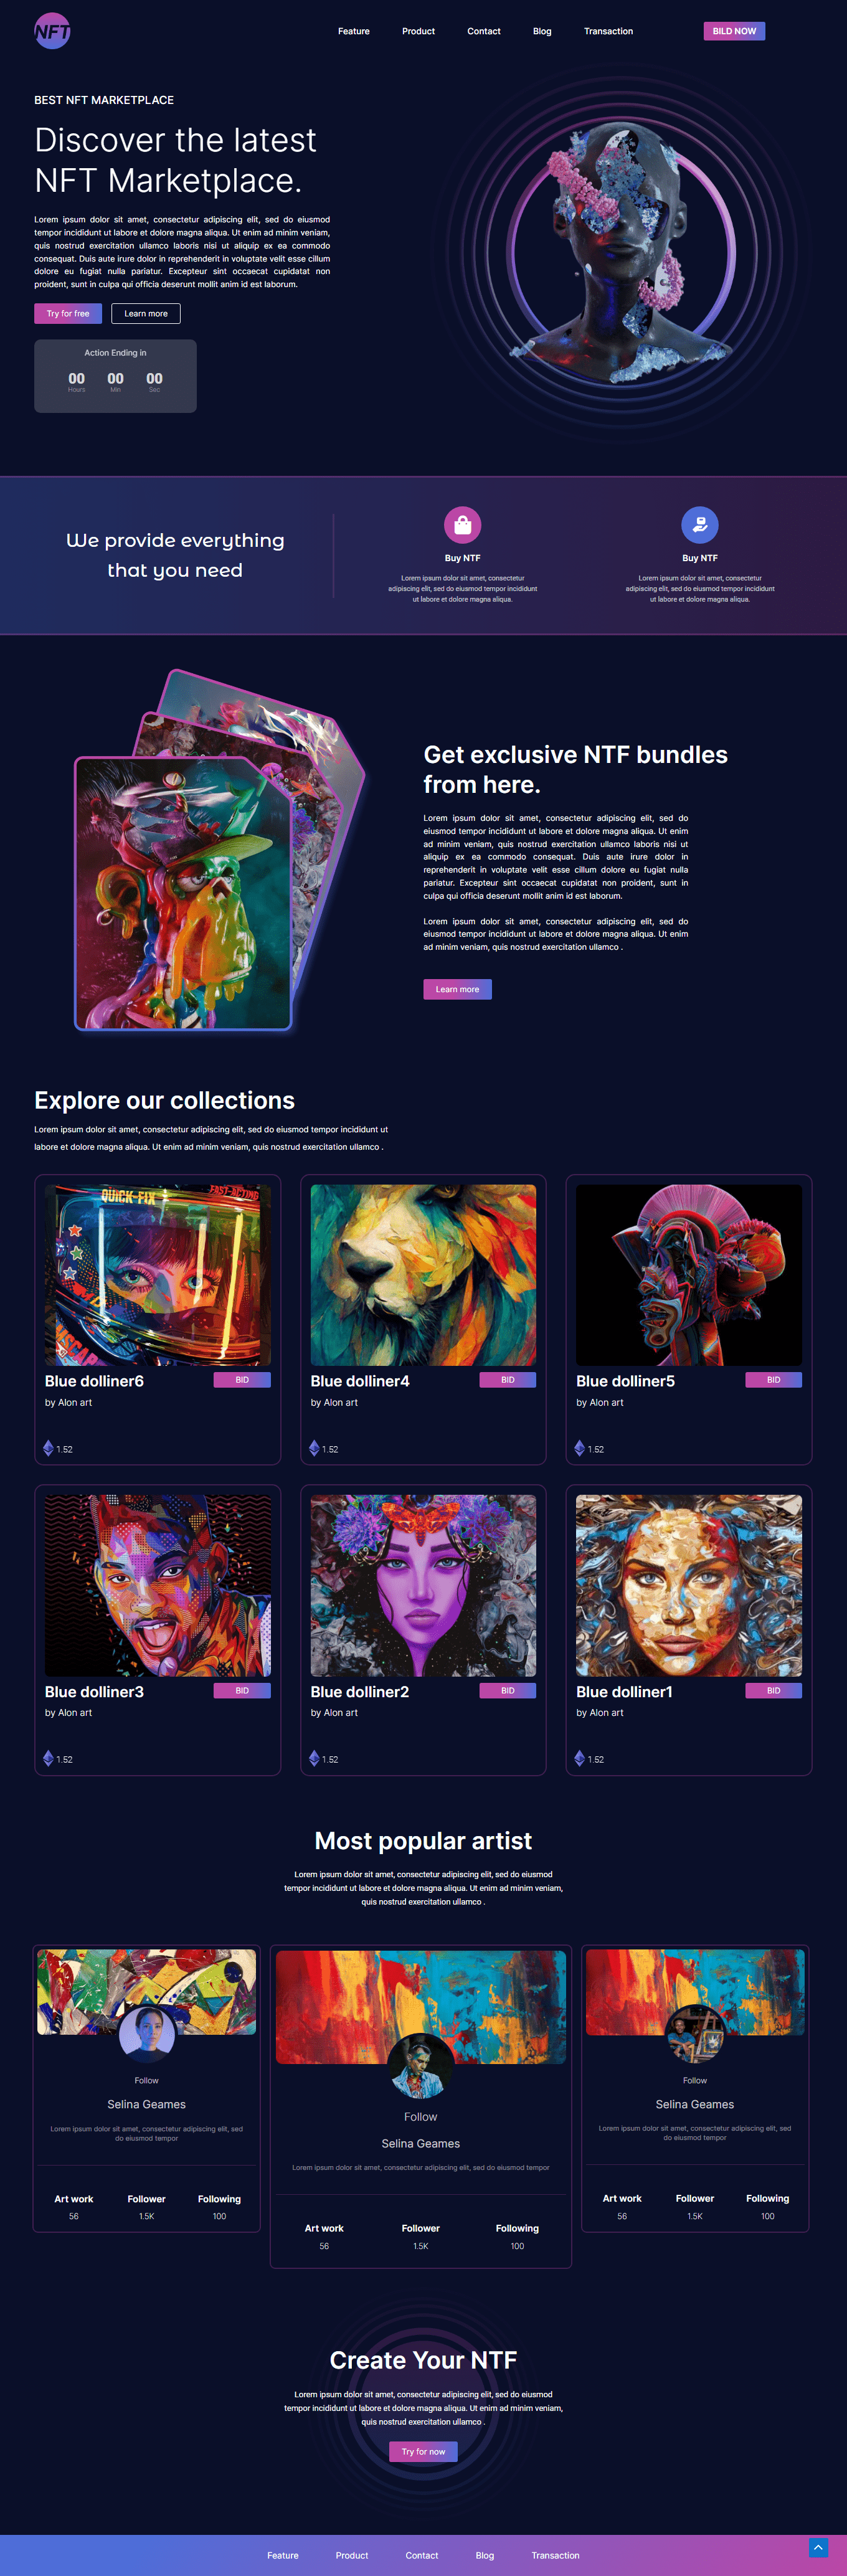 NFT
Feature
Product
Contact
Blog
Transaction
BILD NOW
BEST NFT MARKETPLACE
Discover the latest
NFT Marketplace.
Lorem ipsum dolor sit amet, consectetur adipiscing elit, sed do eiusmod
tempor incididunt ut labore et dolore magna aliqua. Ut enim ad minim veniam,
quis nostrud exercitation ullamco laboris nisi ut aliquip ex ea commodo
consequat. Duis aute irure dolor in reprehenderit in voluptate velit esse cillum
dolore eu fugiat nulla pariatur. Excepteur sint occaecat cupidatat non
proident, sunt in culpa qui officia deserunt mollit anim id est laborum.
Try for free
Learn more
Action Ending in
00
00
00
Hours
Min
Sec
We provide everything
that you need
Buy NTF
Lorem ipsum dolor sit amet, consectetur
adipiscing elit, sed do eiusmod tempor incididunt
ut labore et dolore magna aliqua.
Buy NTF
Lorem ipsum dolor sit amet, consectetur
adipiscing elit, sed do eiusmod tempor incididunt
ut labore et dolore magna aliqua.
Get exclusive NTF bundles
from here.
Lorem ipsum dolor sit amet, consectetur adipiscing elit, sed do
eiusmod tempor incididunt ut labore et dolore magna aliqua. Ut enim
ad minim veniam, quis nostrud exercitation ullamco laboris nisi ut
aliquip ex ea commodo consequat. Duis aute irure dolor in
reprehenderit in voluptate velit esse cillum dolore eu fugiat nulla
pariatur. Excepteur sint occaecat cupidatat non proident, sunt in
culpa qui officia deserunt mollit anim id est laborum.
Lorem ipsum dolor sit amet, consectetur adipiscing elit, sed do
eiusmod tempor incididunt ut labore et dolore magna aliqua. Ut enim
ad minim veniam, quis nostrud exercitation ullamco .
Learn more
Explore our collections
Lorem ipsum dolor sit amet, consectetur adipiscing elit, sed do eiusmod tempor incididunt ut
labore et dolore magna aliqua. Ut enim ad minim veniam, quis nostrud exercitation ullamco .
QUICK-FIX
FAST-ACTING
Blue dolliner6
BID
by Alon art
1.52
Blue dolliner4
BID
by Alon art
1.52
Blue dolliner5
BID
by Alon art
1.52
Blue dolliner3
BID
by Alon art
1.52
Blue dolliner2
BID
by Alon art
1.52
Blue dolliner1
BID
by Alon art
1.52
Most popular artist
Lorem ipsum dolor sit amet, consectetur adipiscing elit, sed do eiusmod
tempor incididunt ut labore et dolore magna aliqua. Ut enim ad minim veniam,
quis nostrud exercitation ullamco .
Follow
Selina Geames
Lorem ipsum dolor sit amet, consectetur adipiscing elit, sed
do eiusmod tempor
Art work
Follower
Following
56
1.5K
100
Follow
Selina Geames
Lorem ipsum dolor sit amet, consectetur adipiscing elit, sed do eiusmod tempor
Art work
Follower
Following
56
1.5K
100
Follow
Selina Geames
Lorem ipsum dolor sit amet, consectetur adipiscing elit, sed
do eiusmod tempor
Art work
Follower
Following
56
1.5K
100
Create Your NTF
Lorem ipsum dolor sit amet, consectetur adipiscing elit, sed do eiusmod
tempor incididunt ut labore et dolore magna aliqua. Ut enim ad minim veniam,
quis nostrud exercitation ullamco .
Try for now
Feature
Product
Contact
Blog
Transaction